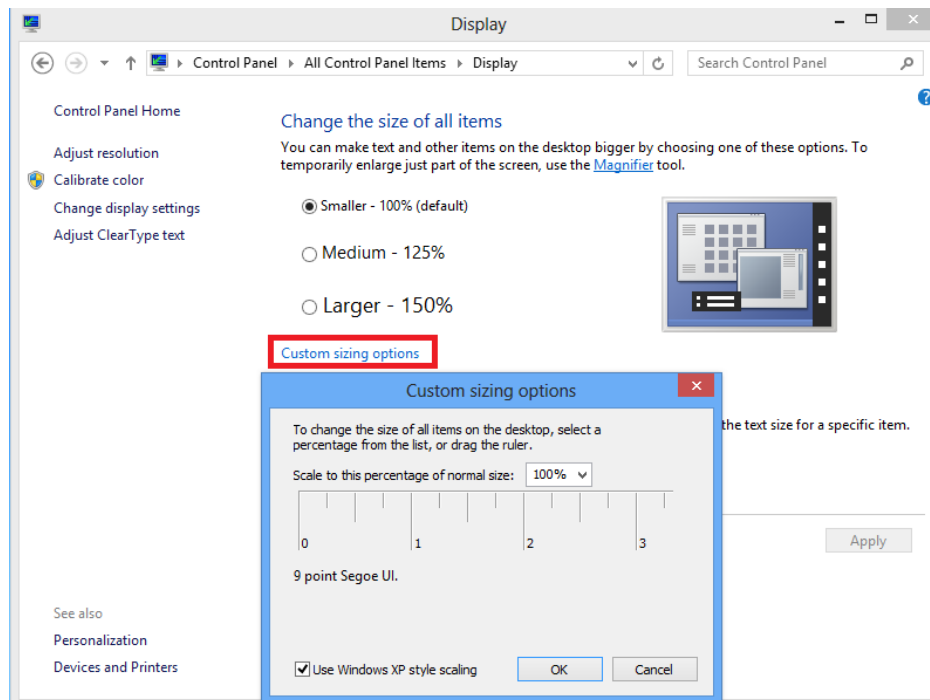 Display
Control Panel All Control Panel Items Display
Search Control Panel
Control Panel Home
Adjust resolution
Calibrate color
Change display settings
Adjust ClearType text
Change the size of all items
You can make text and other items on the desktop bigger by choosing one of these options. To
temporarily enlarge just part of the screen, use the Magnifier tool.
Smaller - 100% (default)
Medium - 125%
Larger - 150%
Custom sizing options
Custom sizing options
To change the size of all items on the desktop, select a
percentage from the list, or drag the ruler.
Scale to this percentage of normal size: 100%
0 1 2 3
9 point Segoe UI.
Use Windows XP style scaling
OK Cancel
the text size for a specific item.
Apply
See also
Personalization
Devices and Printers